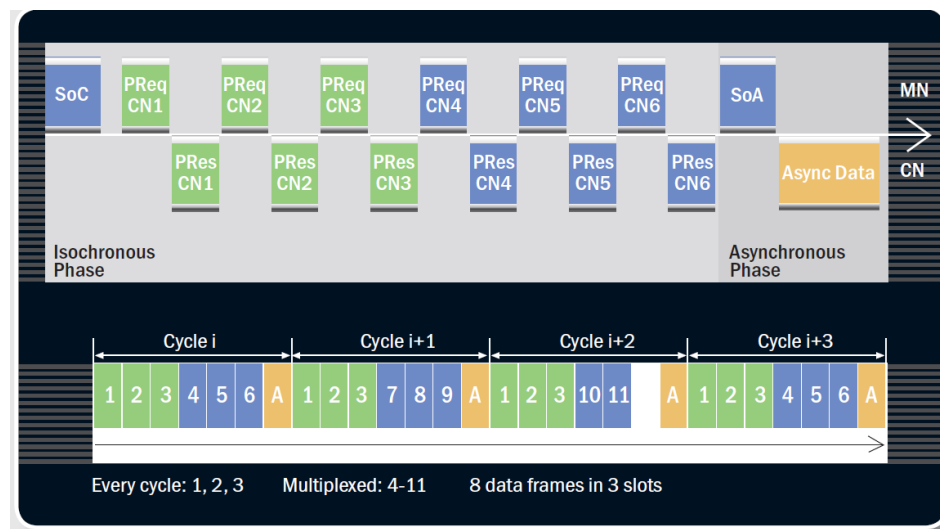 SoC
PReq
CN1
PReq
CN2
PReq
CN3
PReq
CN4
PReq
CN5
PReq
CN6
SoA
MN
PRes
CN1
PRes
CN2
PRes
CN3
PRes
CN4
PRes
CN5
PRes
CN6
Async Data
CN
Isochronous
Phase
Asynchronous
Phase
Cycle i Cycle i+1 Cycle i+2 Cycle i+3
1 2 3 4 5 6 A 1 2 3 7 8 9 A 1 2 3 10 11 A 1 2 3 4 5 6 A
Every cycle: 1, 2, 3 Multiplexed: 4-11 8 data frames in 3 slots